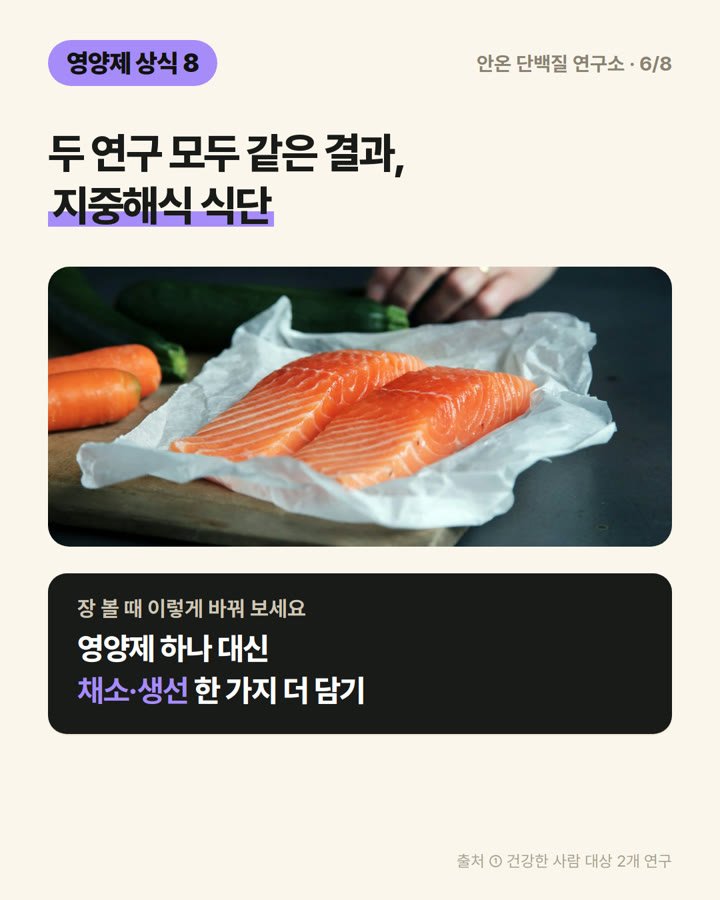 영양제 상식 8
안온 단백질 연구소 · 6/8
두 연구 모두 같은 결과,
지중해식 식단
장 볼 때 이렇게 바꿔 보세요
영양제 하나 대신
채소·생선 한 가지 더 담기
출처 ① 건강한 사람 대상 2개 연구